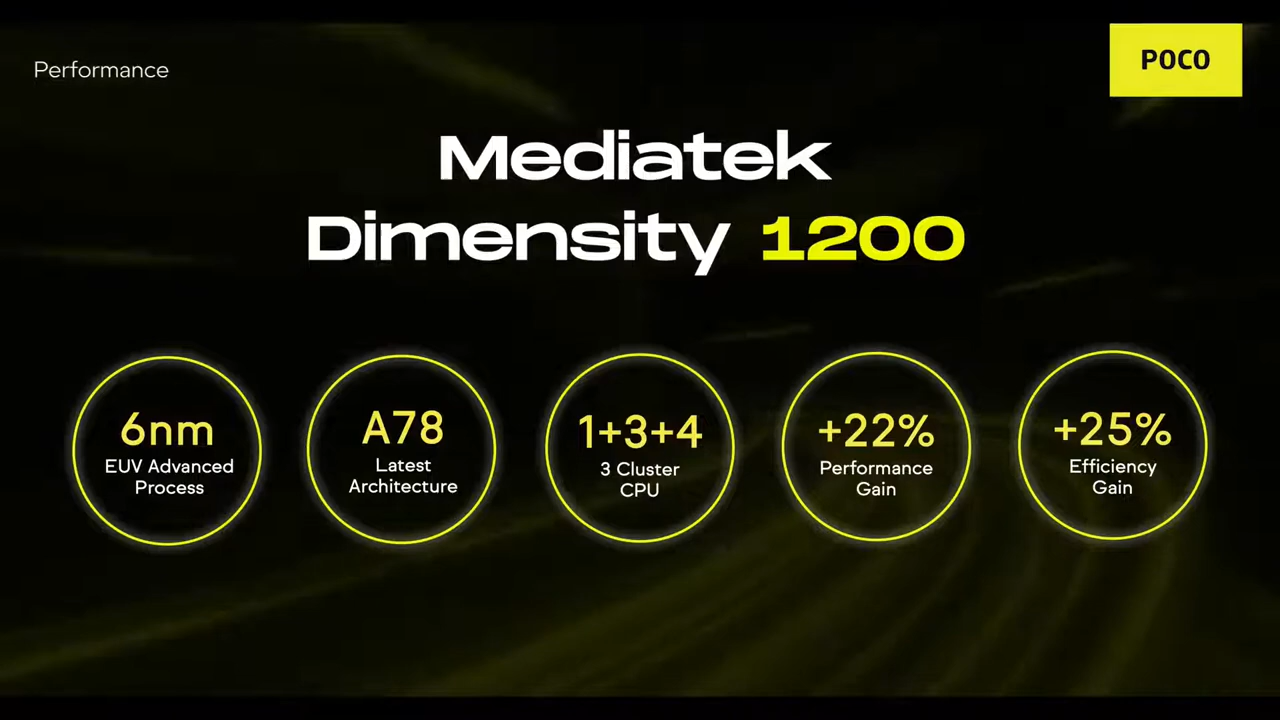 Performance
POCO
Mediatek
Dimensity 1200
6nm
EUV Advanced
Process
A78
Latest
Architecture
1+3+4
3 Cluster
CPU
+22%
Performance
Gain
+25%
Efficiency
Gain